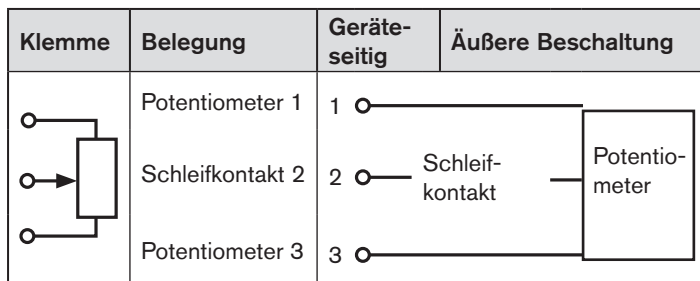 Klemme Belegung Geräte-
seitig Äußere Beschaltung
Potentiometer 1 1
Schleifkontakt 2 2 Schleif-
kontakt Potentio-
meter
Potentiometer 3 3